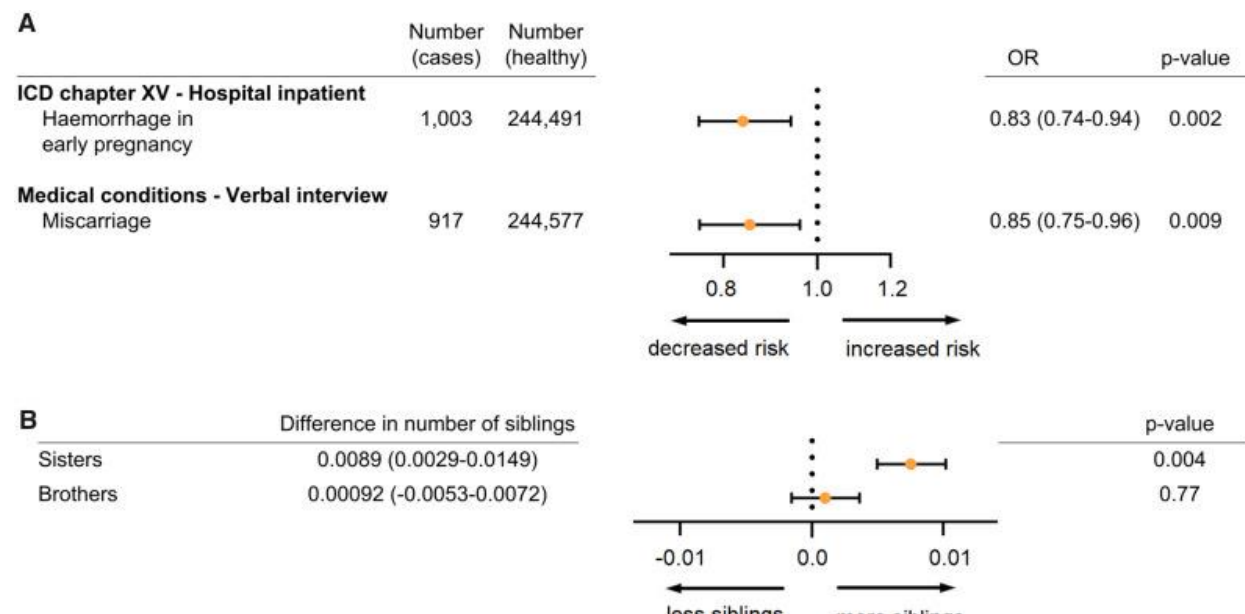 A
Number Number
(cases) (healthy) OR p-value
ICD chapter XV - Hospital inpatient
Haemorrhage in 1,003 244,491 0.83 (0.74-0.94) 0.002
early pregnancy
Medical conditions - Verbal interview
Miscarriage 917 244,577 0.85 (0.75-0.96) 0.009
0.8 1.0 1.2
decreased risk increased risk
B Difference in number of siblings p-value
Sisters 0.0089 (0.0029-0.0149) 0.004
Brothers 0.00092 (-0.0053-0.0072) 0.77
-0.01 0.0 0.01
less siblings more siblings